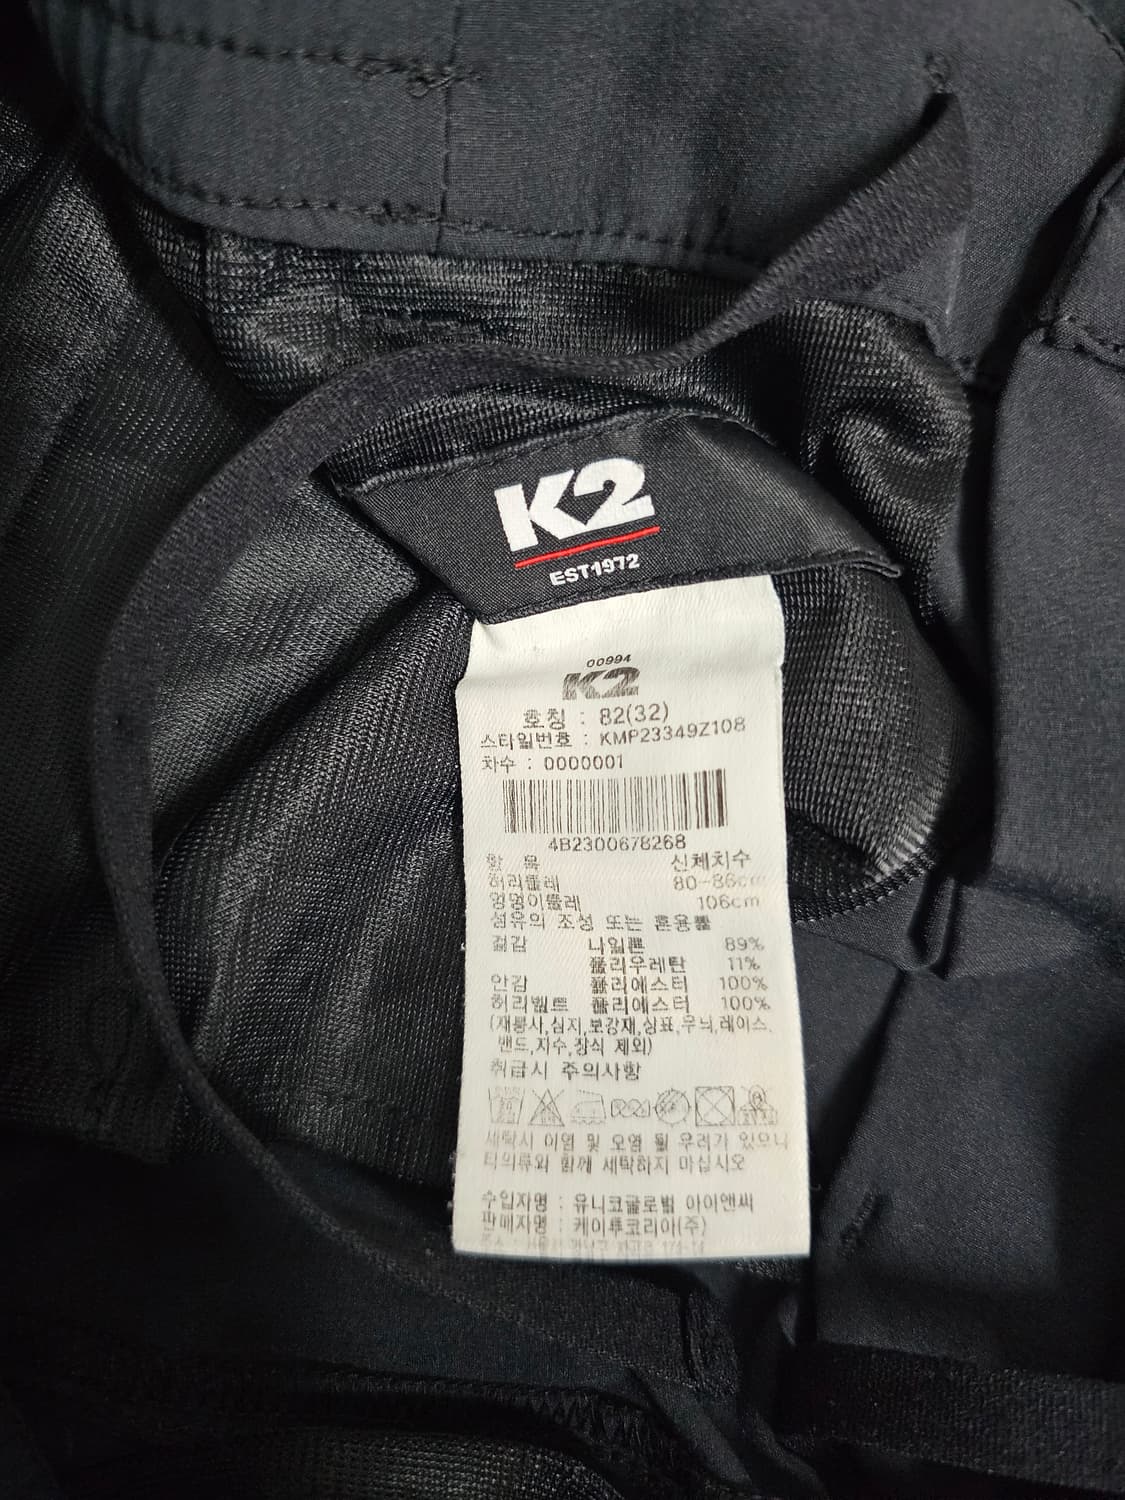 K2
EST1972
00994
K2
호칭 : 82(32)
스타일번호 : KMP23349Z108
차수 : 0000001
4B2300678268
항 목 신체치수
허리둘레 80-86cm
엉덩이둘레 106cm
섬유의 조성 또는 혼용률
겉감 나일론 89%
폴리우레탄 11%
안감 폴리에스터 100%
허리벨트 폴리에스터 100%
(재봉사,심지,보강재,상표,무늬,레이스,
밴드,자수,장식 제외)
취급시 주의사항
세탁시 이염 및 오염 될 우려가 있으니
타의류와 함께 세탁하지 마십시오
수입자명 : 유니코글로벌 아이앤씨
판매자명 : 케이투코리아(주)